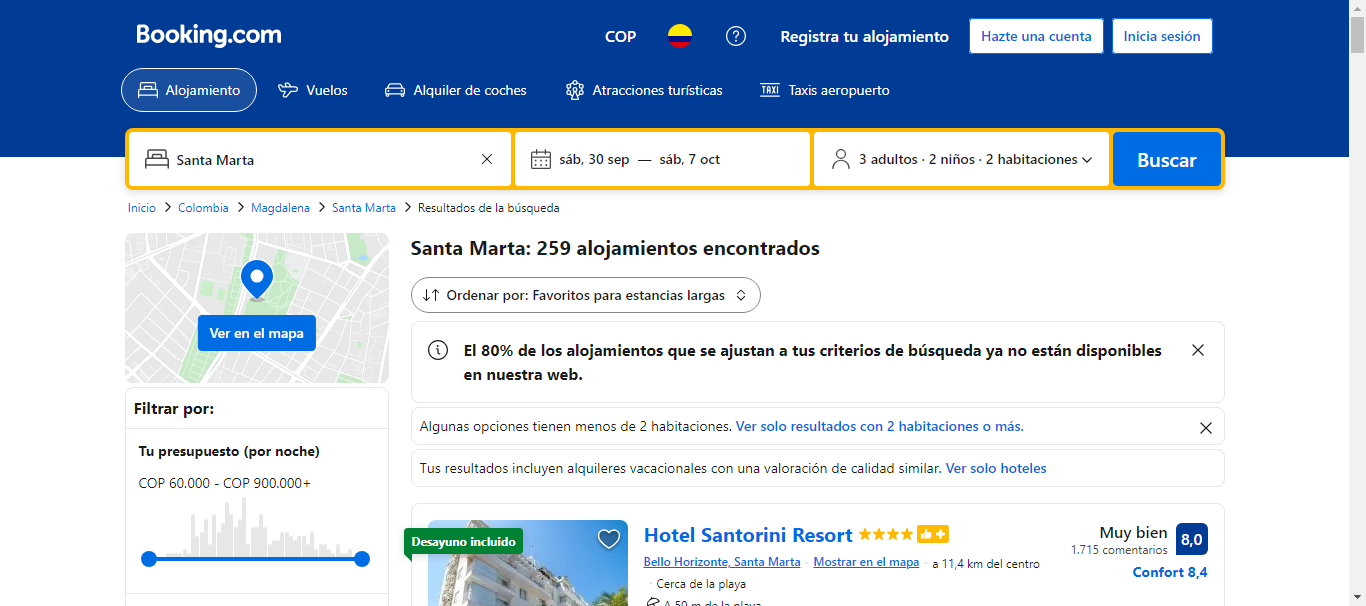 Booking.com
COP
Registra tu alojamiento
Hazte una cuenta
Inicia sesión
Alojamiento
Vuelos
Alquiler de coches
Atracciones turísticas
TAXI
Taxis aeropuerto
Santa Marta
sáb, 30 sep — sáb, 7 oct
3 adultos · 2 niños · 2 habitaciones
Buscar
Inicio
Colombia
Magdalena
Santa Marta
Resultados de la búsqueda
Ver en el mapa
Filtrar por:
Tu presupuesto (por noche)
COP 60.000 - COP 900.000+
Santa Marta: 259 alojamientos encontrados
Ordenar por: Favoritos para estancias largas
El 80% de los alojamientos que se ajustan a tus criterios de búsqueda ya no están disponibles
en nuestra web.
Algunas opciones tienen menos de 2 habitaciones. Ver solo resultados con 2 habitaciones o más.
Tus resultados incluyen alquileres vacacionales con una valoración de calidad similar. Ver solo hoteles
Desayuno incluido
Hotel Santorini Resort
Bello Horizonte, Santa Marta · Mostrar en el mapa · a 11,4 km del centro
· Cerca de la playa
A 50 m de la playa
Muy bien
1.715 comentarios
8,0
Confort 8,4